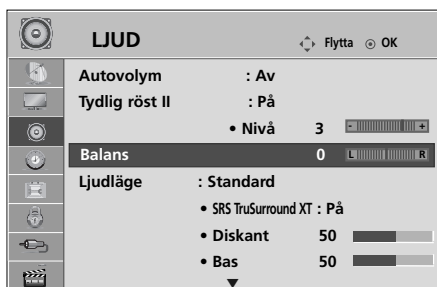 LJUD Flytta OK
Autovolym : Av
Tydlig röst II : På
• Nivå 3 - +
Balans 0 L R
Ljudläge : Standard
• SRS TruSurround XT : På
• Diskant 50
• Bas 50